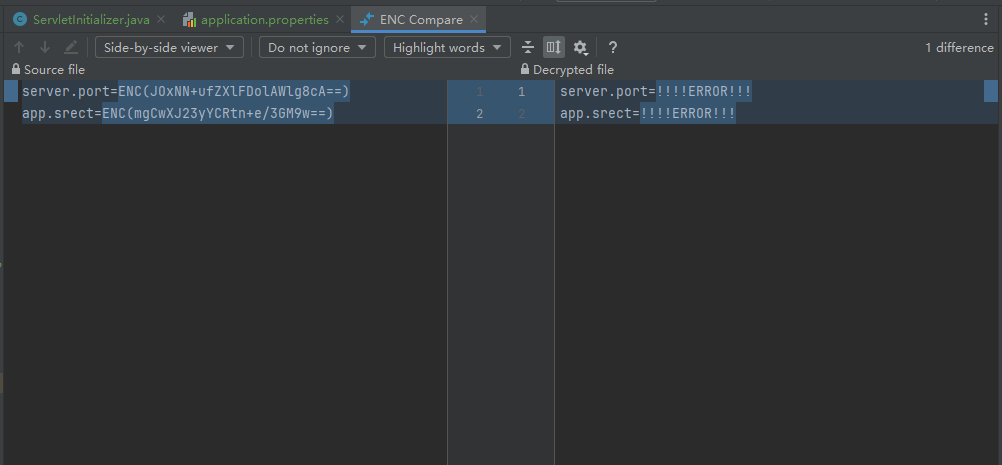 ServletInitializer.java application.properties ENC Compare
Side-by-side viewer Do not ignore Highlight words ? 1 difference
Source file Decrypted file
server.port=ENC(JOxNN+ufZXlFDolAWlg8cA==) 1 1 server.port=!!!!ERROR!!!
app.srect=ENC(mgCwXJ23yYCRtn+e/3GM9w==) 2 2 app.srect=!!!!ERROR!!!